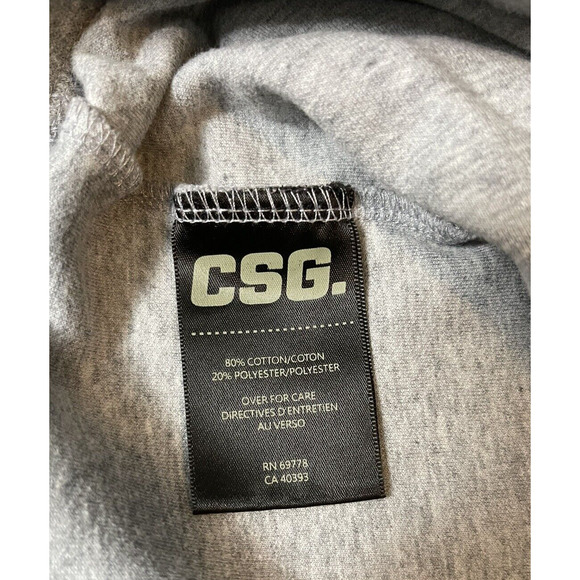 CSG.
80% COTTON/COTON
20% POLYESTER/POLYESTER
OVER FOR CARE
DIRECTIVES D'ENTRETIEN
AU VERSO
RN 69778
CA 40393